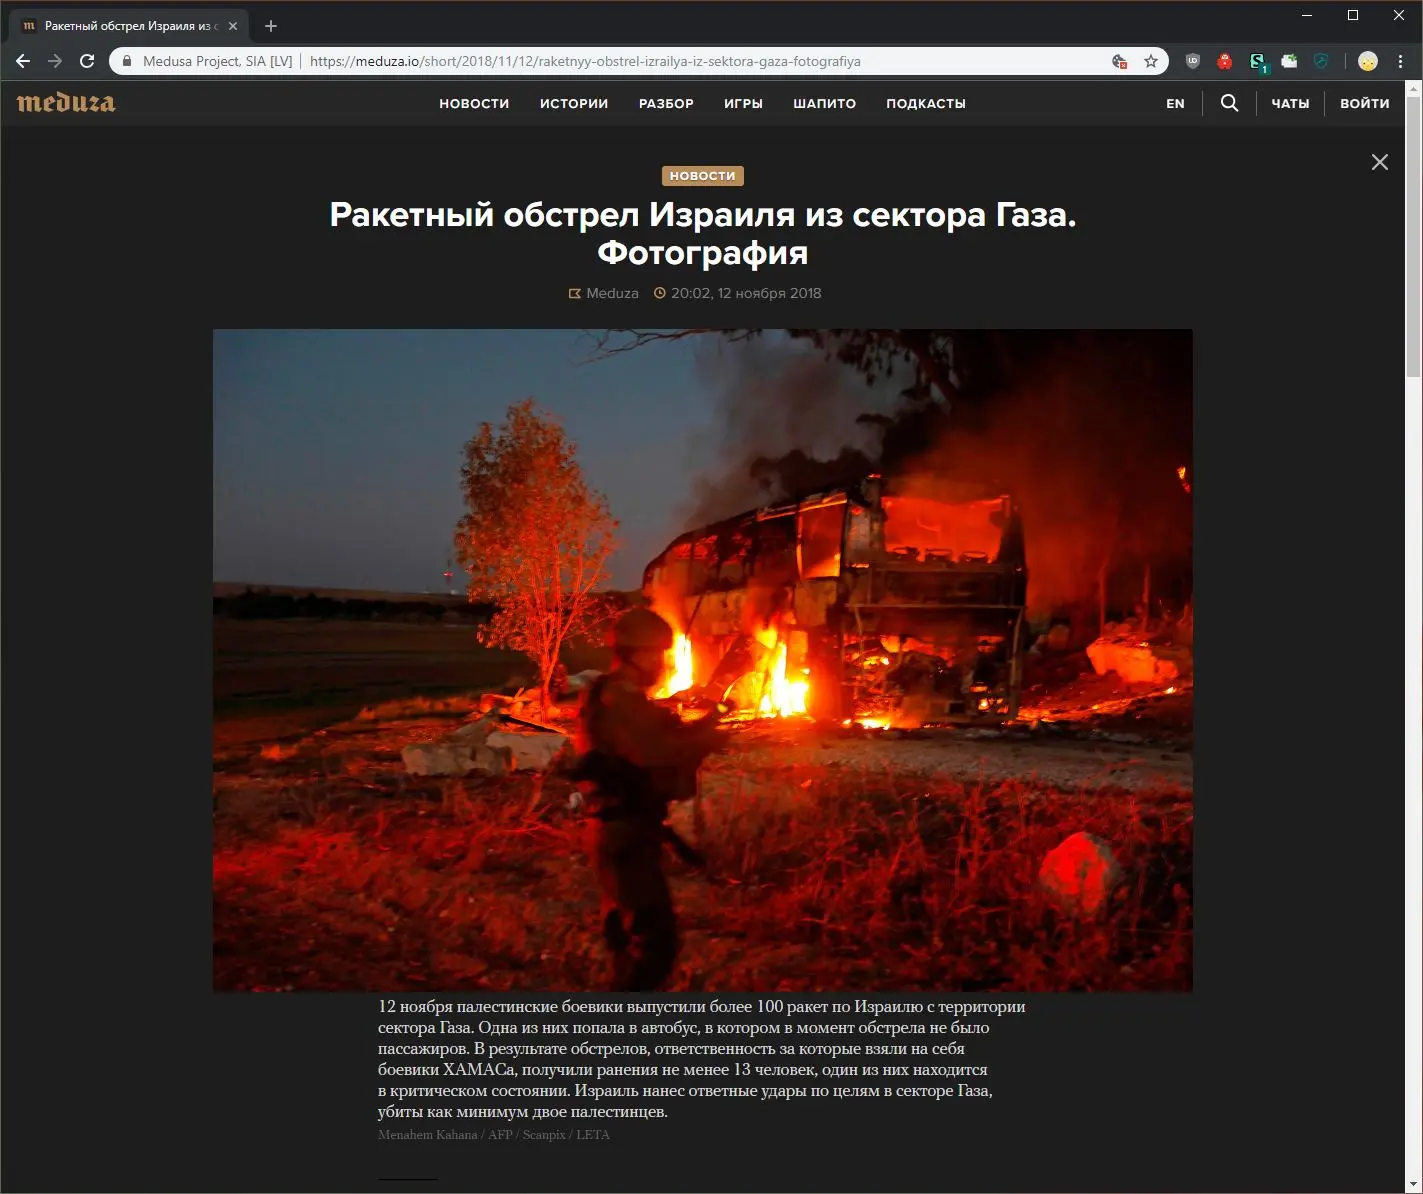 Ракетный обстрел Израиля из с
Medusa Project, SIA [LV] | https://meduza.io/short/2018/11/12/raketnyy-obstrel-izrailya-iz-sektora-gaza-fotografiya
meduza НОВОСТИ ИСТОРИИ РАЗБОР ИГРЫ ШАПИТО ПОДКАСТЫ EN ЧАТЫ ВОЙТИ
НОВОСТИ
Ракетный обстрел Израиля из сектора Газа.
Фотография
Meduza 20:02, 12 ноября 2018
12 ноября палестинские боевики выпустили более 100 ракет по Израилю с территории
сектора Газа. Одна из них попала в автобус, в котором в момент обстрела не было
пассажиров. В результате обстрелов, ответственность за которые взяли на себя
боевики ХАМАСа, получили ранения не менее 13 человек, один из них находится
в критическом состоянии. Израиль нанес ответные удары по целям в секторе Газа,
убиты как минимум двое палестинцев.
Menahem Kahana / AFP / Scanpix / LETA